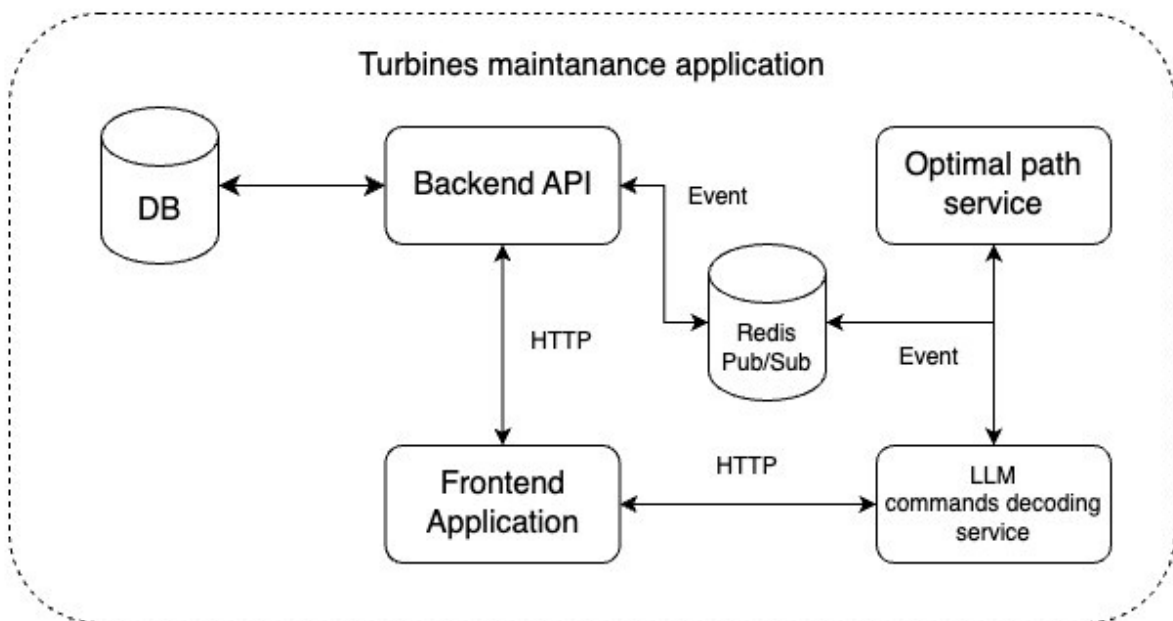 Turbines maintanance application
DB
Backend API
Event
Optimal path
service
HTTP
Redis
Pub/Sub
Event
Frontend
Application
HTTP
LLM
commands decoding
service